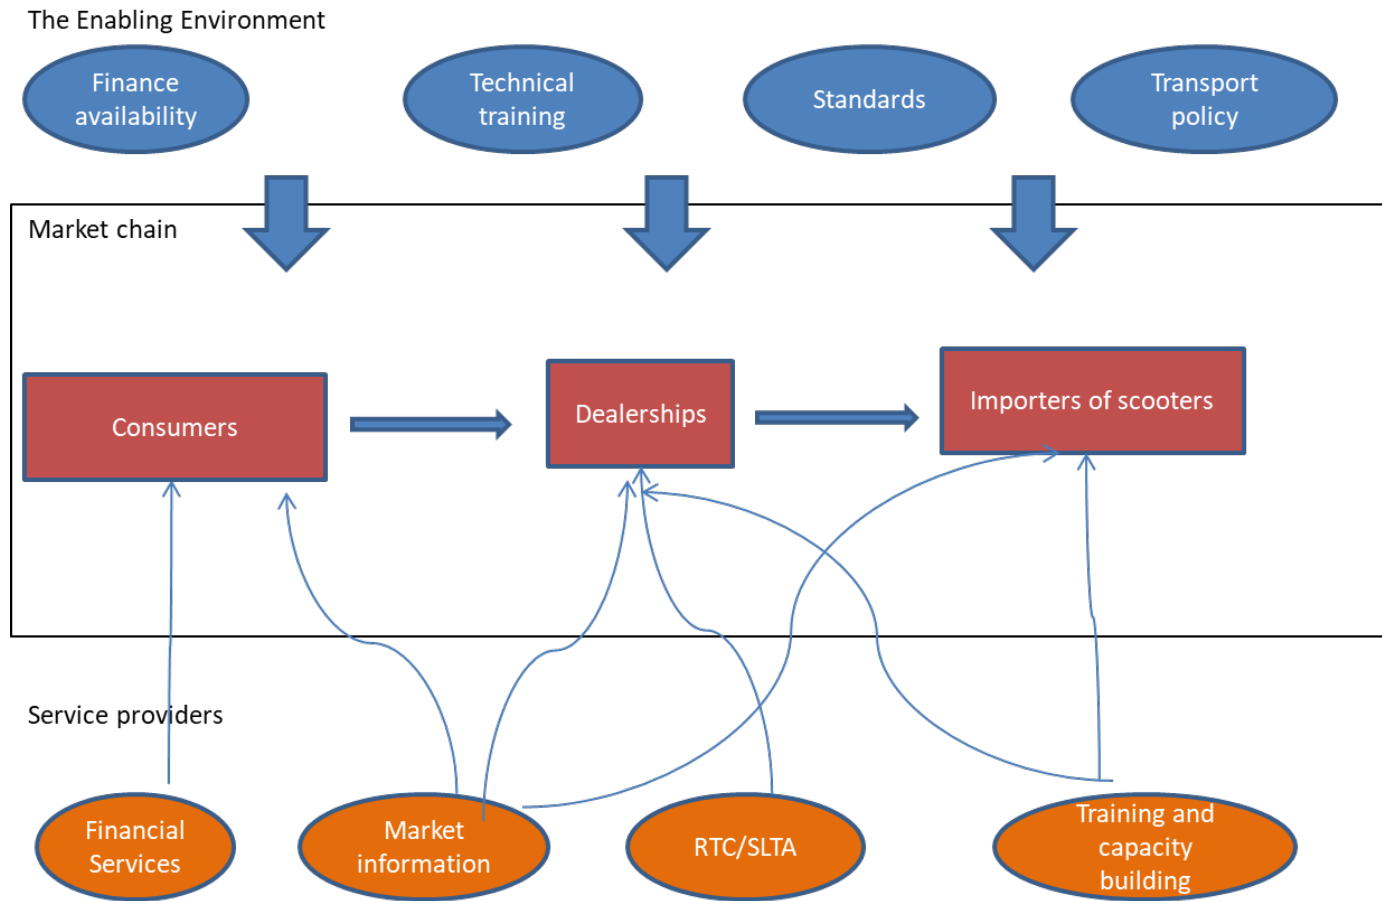 The Enabling Environment
Finance
availability
Technical
training
Standards
Transport
policy
Market chain
Consumers
Dealerships
Importers of scooters
Service providers
Financial
Services
Market
information
RTC/SLTA
Training and
capacity
building